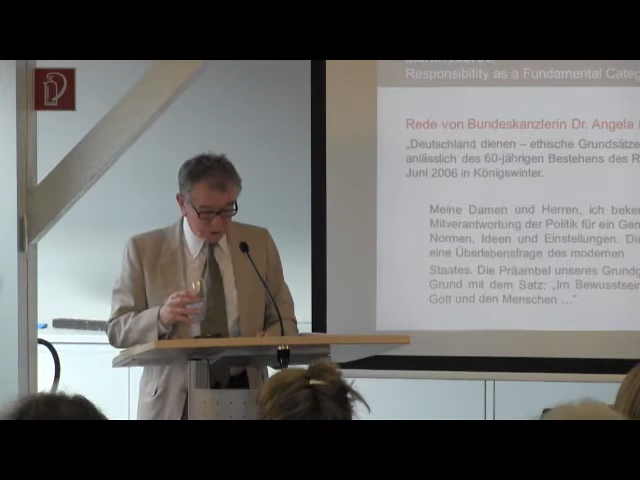 Responsibility as a Fundamental Categ
Rede von Bundeskanzlerin Dr. Angela
„Deutschland dienen – ethische Grundsätze
anlässlich des 60-jährigen Bestehens des R
Juni 2006 in Königswinter.
Meine Damen und Herren, ich beken
Mitverantwortung der Politik für ein Gem
Normen, Ideen und Einstellungen. Die
eine Überlebensfrage des modernen
Staates. Die Präambel unseres Grundg
Grund mit dem Satz: „Im Bewusstsein
Gott und den Menschen …"